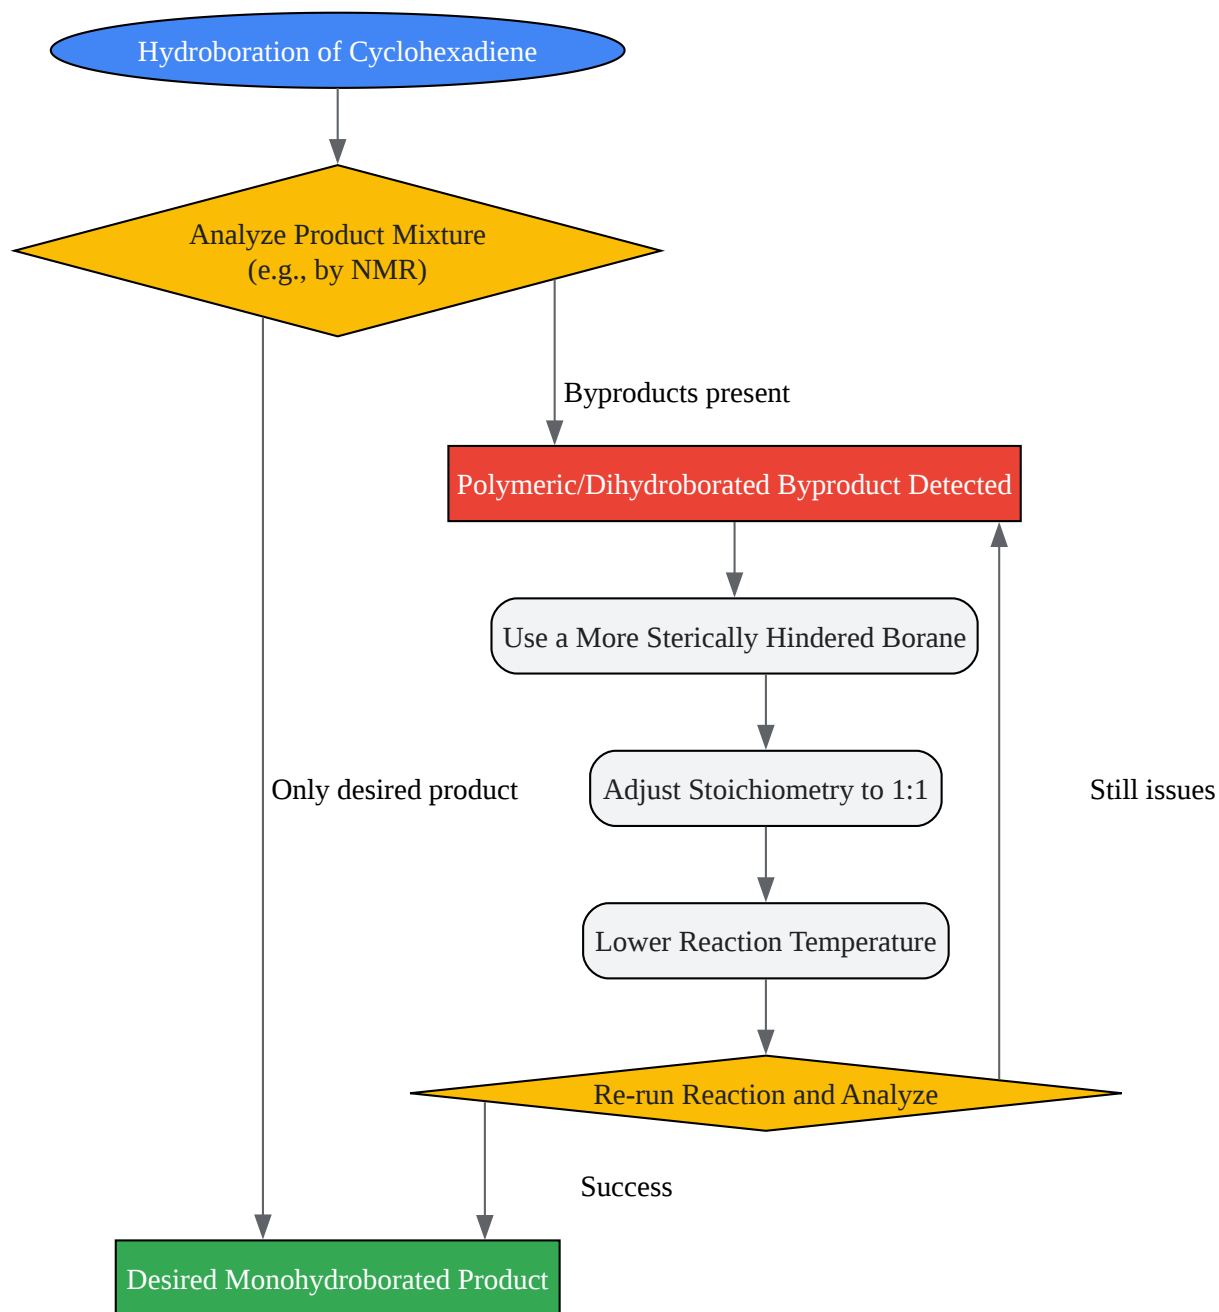 Hydroboration of Cyclohexadiene
Analyze Product Mixture
(e.g., by NMR)
Byproducts present
Polymeric/Dihydroborated Byproduct Detected
Use a More Sterically Hindered Borane
Only desired product
Adjust Stoichiometry to 1:1
Still issues
Lower Reaction Temperature
Re-run Reaction and Analyze
Success
Desired Monohydroborated Product